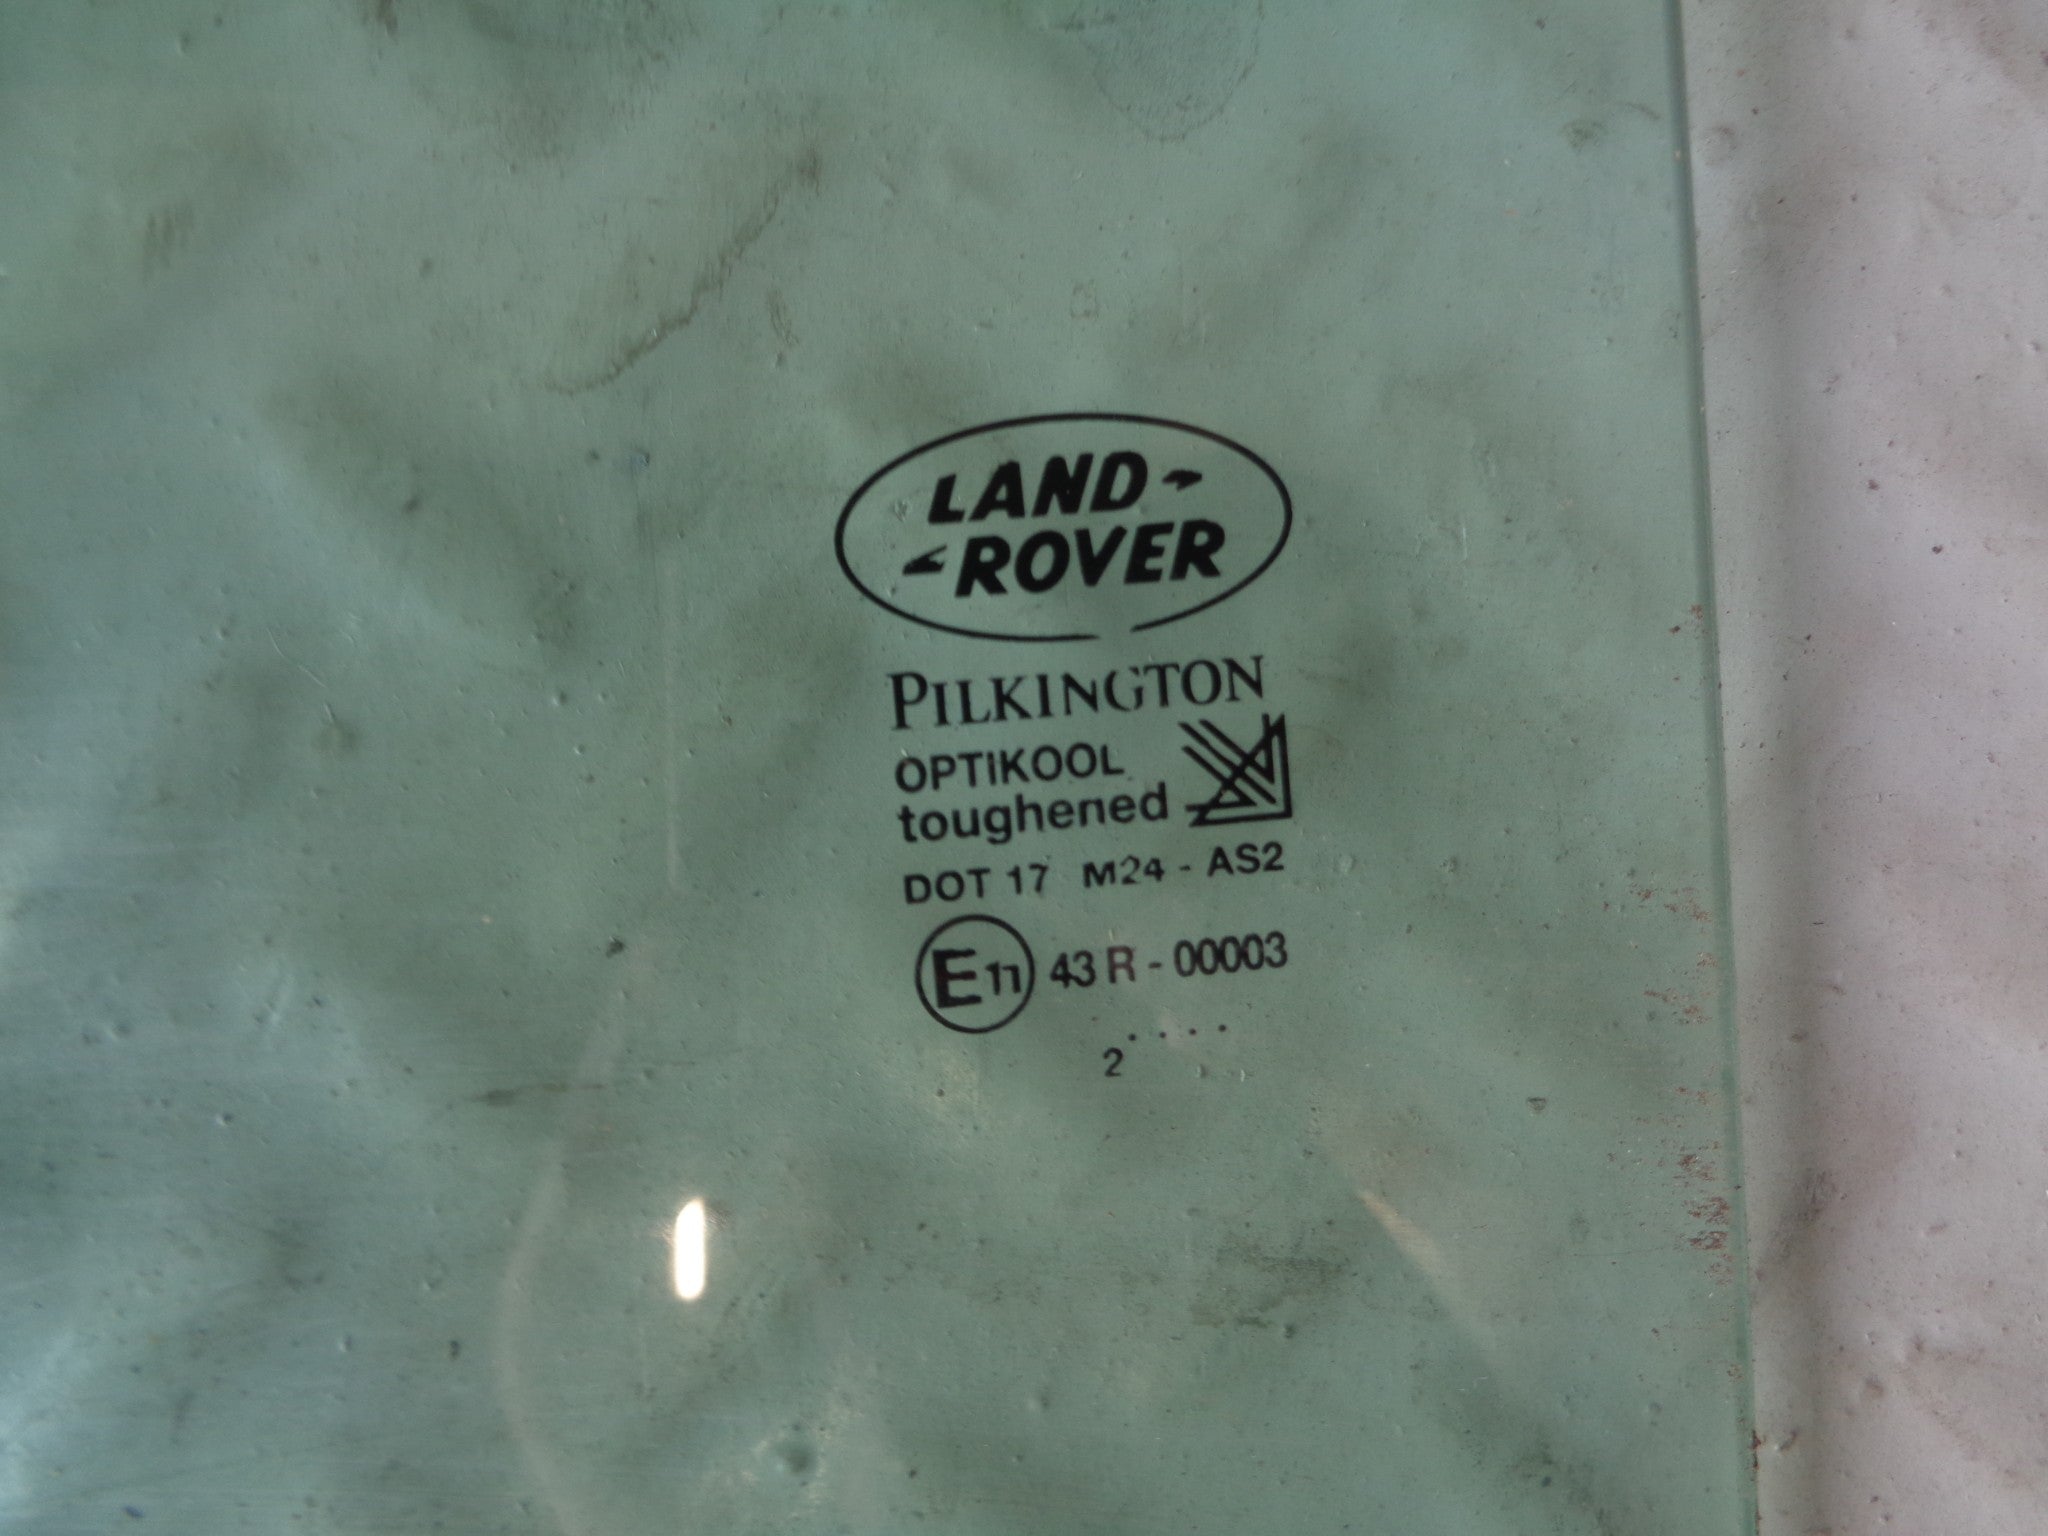 LAND-
-ROVER
PILKINGTON
OPTIKOOL
toughened
DOT 17 M24 - AS2
E11 43 R - 00003
. . . .
2